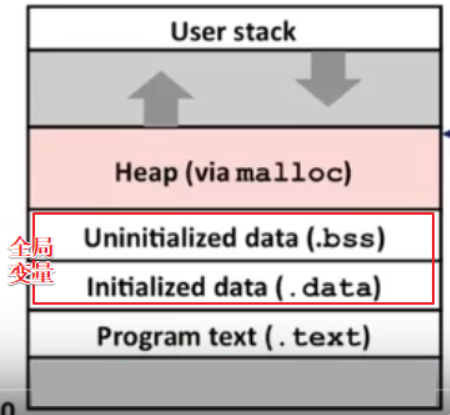 User stack
Heap (via malloc)
Uninitialized data (.bss)
全局
变量
Initialized data (.data)
Program text (.text)
0